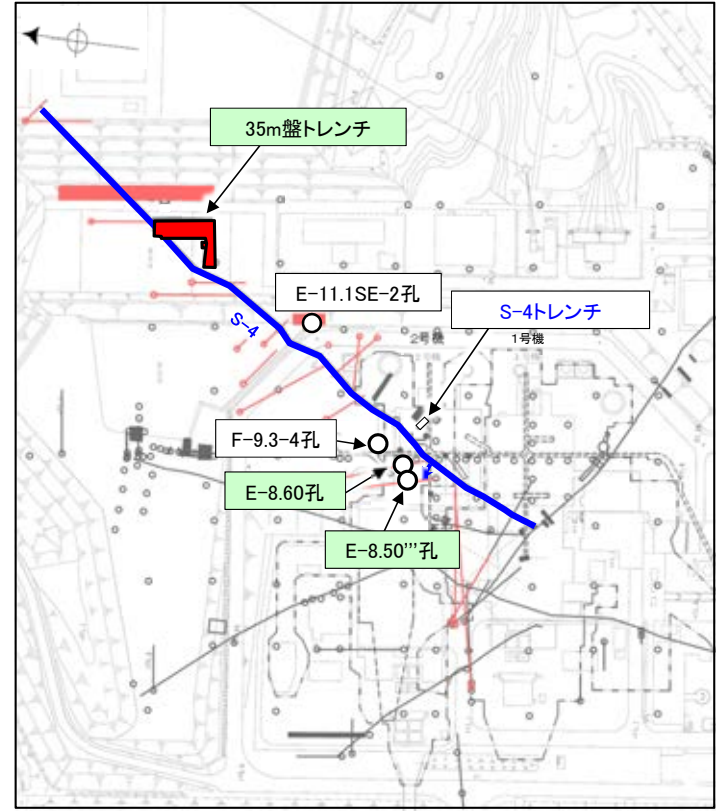 35m盤トレンチ
E-11.1SE-2孔
S-4トレンチ
S-4
2号機
1号機
F-9.3-4孔
E-8.60孔
E-8.50'''孔